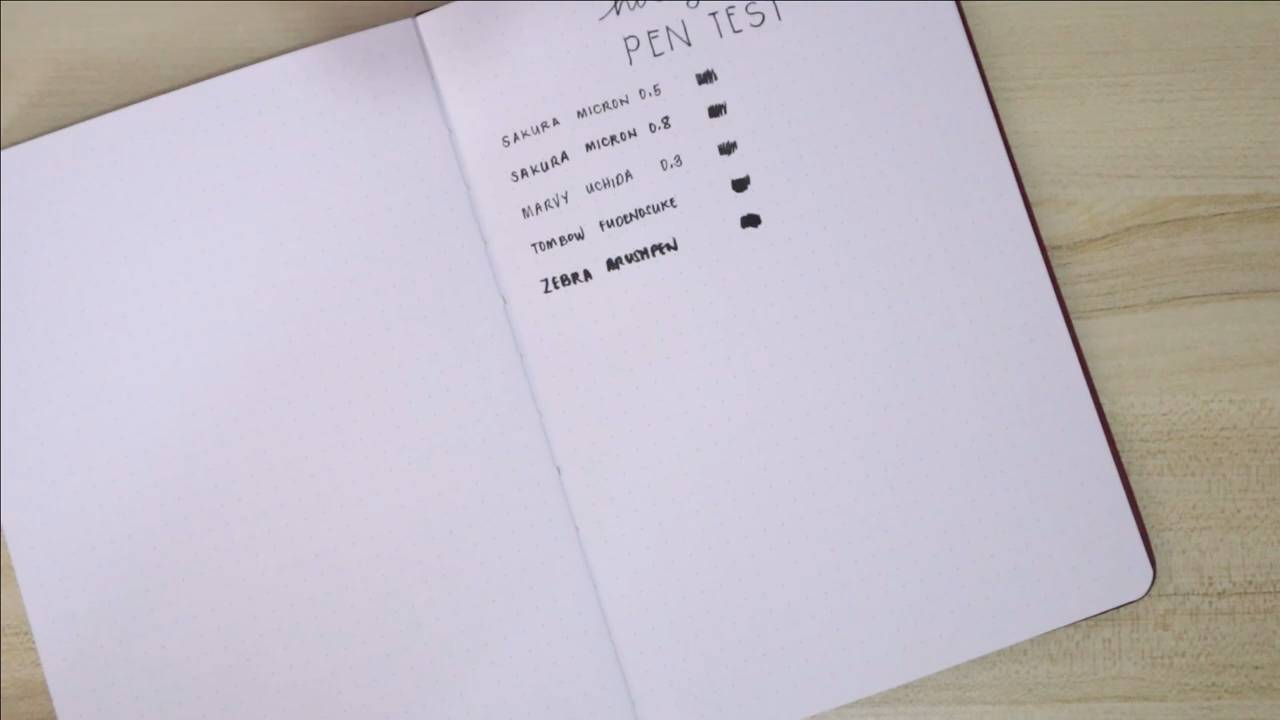 PEN TEST
SAKURA MICRON 0.5
SAKURA MICRON 0.8
MARVY UCHIDA 0.3
TOMBOW FUDENOSUKE
ZEBRA BRUSHPEN